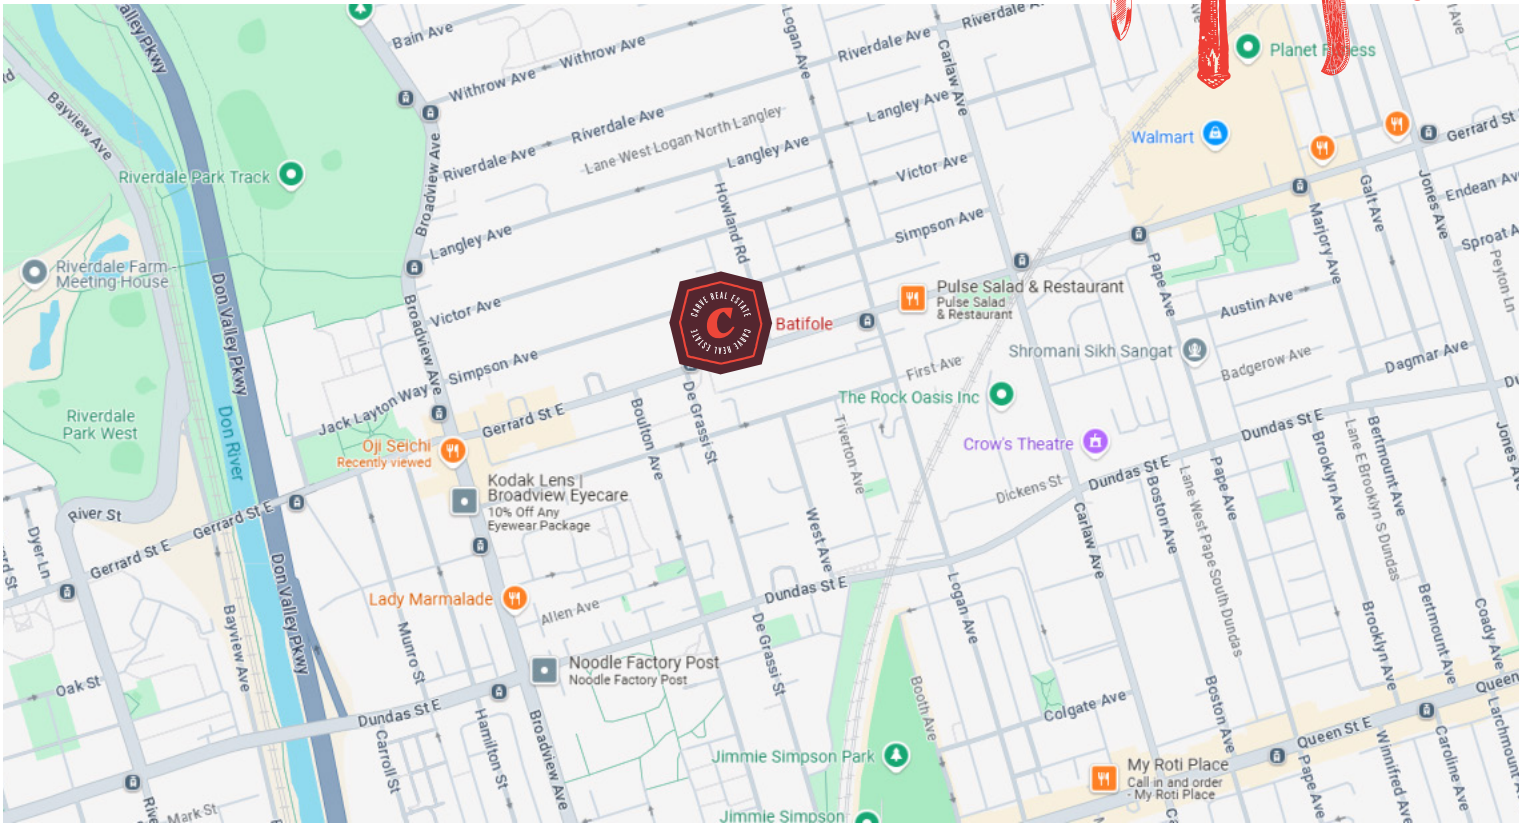 Bain Ave
Withrow Ave
Withrow Ave
Logan Ave
Riverdale Ave
Carlaw Ave
Planet Fitness
Valley Pkwy
Bayview Ave
Riverdale Ave
Langley Ave
Walmart
Gerrard St
Riverdale Ave
Lane West Logan North Langley
Langley Ave
Victor Ave
Riverdale Park Track
Broadview Ave
Howland Rd
Galt Ave
Jones Ave
Endean Ave
Marjory Ave
Langley Ave
Simpson Ave
Riverdale Farm -
Meeting House
Pape Ave
Peyton Ln
Don Valley Pkwy
Broadview Ave
Victor Ave
CARVE REAL ESTATE
C
CARVE REAL ESTATE
Batifole
Pulse Salad & Restaurant
Pulse Salad
& Restaurant
Austin Ave
Shromani Sikh Sangat
Badgerow Ave
Dagmar Ave
Simpson Ave
Jack Layton Way
First Ave
The Rock Oasis Inc
Riverdale
Park West
Don River
Gerrard St E
Boulton Ave
De Grassi St
Tiverton Ave
Crow's Theatre
Dundas St E
Oji Seichi
Recently viewed
Kodak Lens |
Broadview Eyecare
10% Off Any
Eyewear Package
Dickens St
Dundas St E
Boston Ave
Lane West Pape South Dundas
Pape Ave
Brooklyn Ave
Lane E Brooklyn S Dundas
Bertmount Ave
Jones Ave
River St
Gerrard St E
Dyer Ln
Gerrard St E
Don Valley Pkwy
West Ave
Carlaw Ave
Lady Marmalade
Allen Ave
Dundas St E
Logan Ave
Bayview Ave
Munro St
De Grassi St
Brooklyn Ave
Bertmount Ave
Coady Ave
Noodle Factory Post
Noodle Factory Post
Oak St
Dundas St E
Hamilton St
Broadview Ave
Carroll St
Booth Ave
Colgate Ave
Boston Ave
Queen St E
Queen
Larchmount
Jimmie Simpson Park
My Roti Place
Call in and order
- My Roti Place
Pape Ave
Winnifred Ave
Caroline Ave
Mark St
Jimmie Simpson